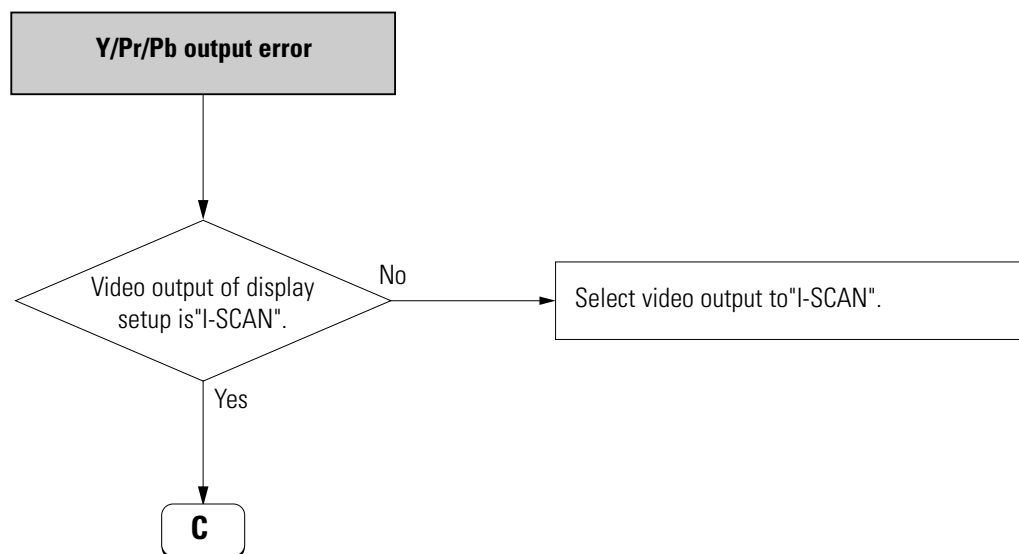 Y/Pr/Pb output error
Video output of display
setup is"I-SCAN".
No
Select video output to"I-SCAN".
Yes
C